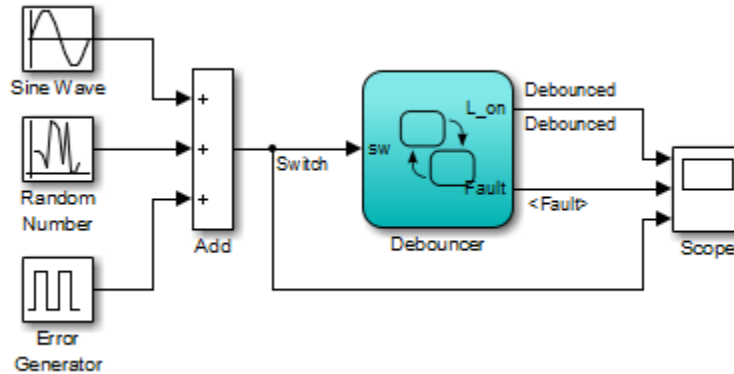 Sine Wave
Random
Number
Error
Generator
+
+
+
Add
Switch
sw
L_on
Fault
Debouncer
Debounced
Debounced
<Fault>
Scope